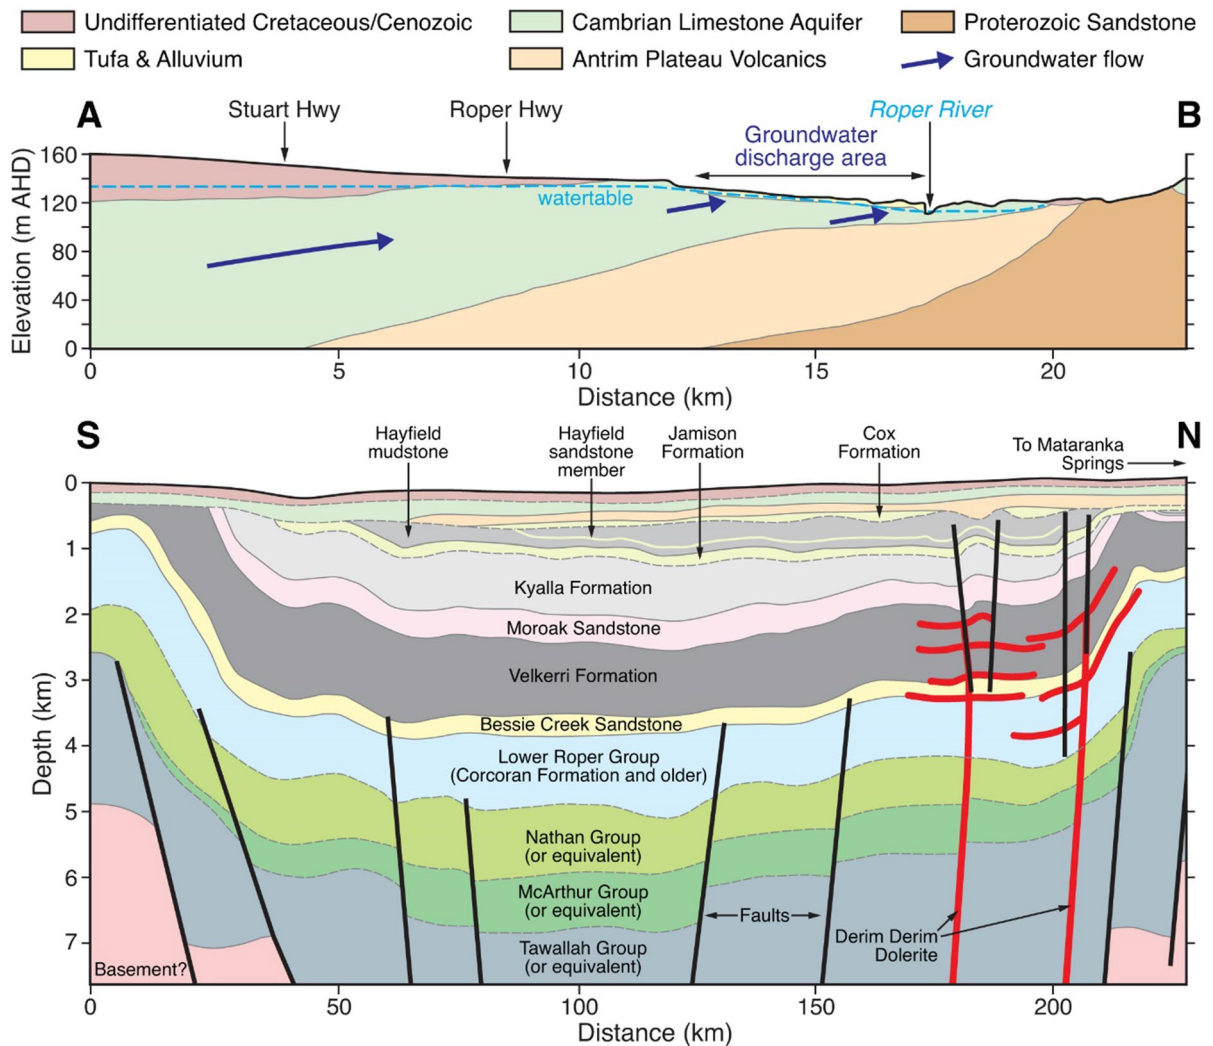 Undifferentiated Cretaceous/Cenozoic
Cambrian Limestone Aquifer
Proterozoic Sandstone
Tufa & Alluvium
Antrim Plateau Volcanics
Groundwater flow
A
Stuart Hwy
Roper Hwy
Roper River
B
Groundwater
discharge area
160
120
80
40
0
Elevation (m AHD)
watertable
0
5
10
15
20
Distance (km)
S
Hayfield
mudstone
Hayfield
sandstone
member
Jamison
Formation
Cox
Formation
To Mataranka
Springs
N
0
1
2
3
4
5
6
7
Depth (km)
Kyalla Formation
Moroak Sandstone
Velkerri Formation
Bessie Creek Sandstone
Lower Roper Group
(Corcoran Formation and older)
Nathan Group
(or equivalent)
McArthur Group
(or equivalent)
Faults
Tawallah Group
(or equivalent)
Derim Derim
Dolerite
Basement?
0
50
100
150
200
Distance (km)